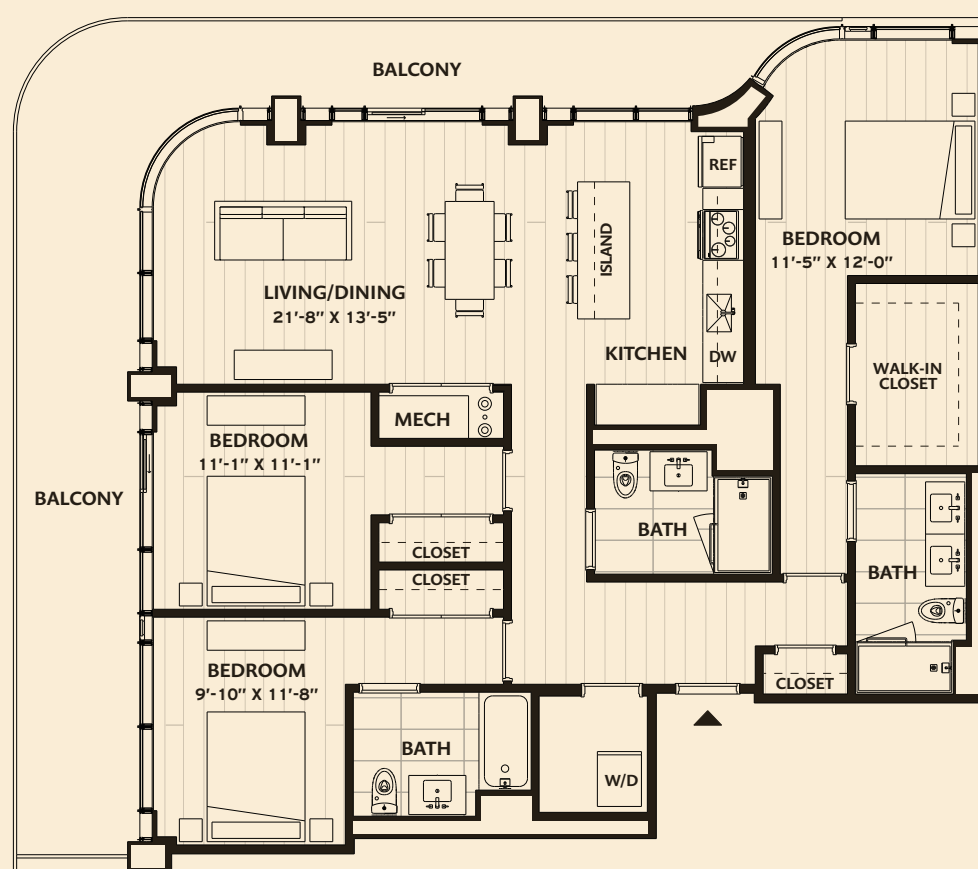 BALCONY
REF
BEDROOM
11'-5" X 12'-0"
ISLAND
LIVING/DINING
21'-8" X 13'-5"
KITCHEN
DW
WALK-IN
CLOSET
MECH
BEDROOM
11'-1" X 11'-1"
BALCONY
BATH
CLOSET
CLOSET
BATH
BEDROOM
9'-10" X 11'-8"
CLOSET
BATH
W/D